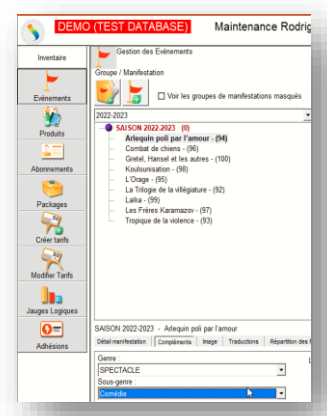 DEMO (TEST DATABASE) Maintenance Rodrig
Inventaire
Gestion des Evénements
Groupe / Manifestation
Evénements
Voir les groupes de manifestations masqués
Produits
2022-2023
SAISON 2022-2023 (0)
Arlequin poli par l'amour - (94)
Combat de chiens - (96)
Gretel, Hansel et les autres - (100)
Koulounisation - (98)
L'Orage - (95)
La Trilogie de la villégiature - (92)
Laïka - (99)
Les Frères Karamazov - (97)
Tropique de la violence - (93)
Abonnements
Packages
Créer tarifs
Modifier Tarifs
Jauges Logiques
Adhésions
SAISON 2022-2023 - Arlequin poli par l'amour
Détail manifestation Compléments Image Traductions Répartition des
Genre :
SPECTACLE
Sous-genre :
Comédie